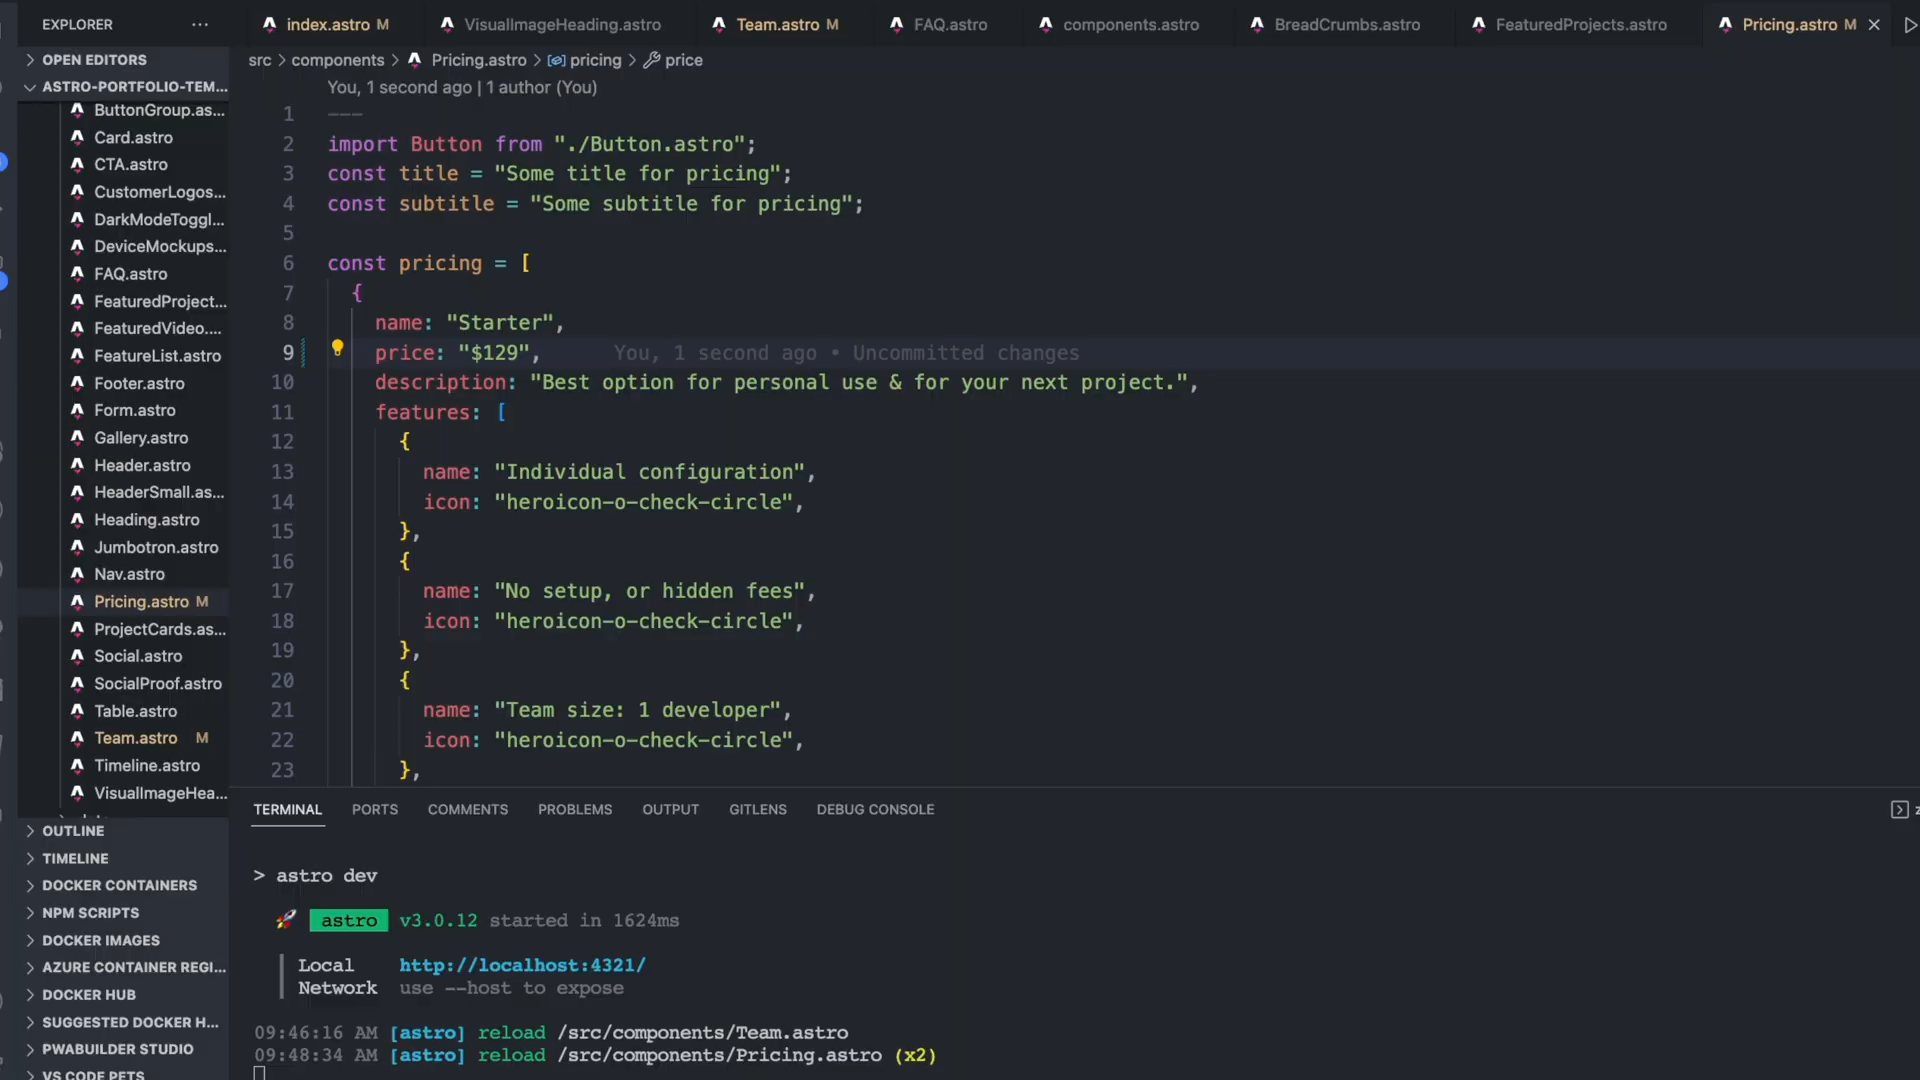 EXPLORER ···
index.astro M
VisualImageHeading.astro
Team.astro M
FAQ.astro
components.astro
BreadCrumbs.astro
FeaturedProjects.astro
Pricing.astro M
OPEN EDITORS
ASTRO-PORTFOLIO-TEM...
ButtonGroup.as...
Card.astro
CTA.astro
CustomerLogos...
DarkModeToggl...
DeviceMockups...
FAQ.astro
FeaturedProject...
FeaturedVideo....
FeatureList.astro
Footer.astro
Form.astro
Gallery.astro
Header.astro
HeaderSmall.as...
Heading.astro
Jumbotron.astro
Nav.astro
Pricing.astro M
ProjectCards.as...
Social.astro
SocialProof.astro
Table.astro
Team.astro M
Timeline.astro
VisualImageHea...
OUTLINE
TIMELINE
DOCKER CONTAINERS
NPM SCRIPTS
DOCKER IMAGES
AZURE CONTAINER REGI...
DOCKER HUB
SUGGESTED DOCKER H...
PWABUILDER STUDIO
VS CODE PETS
src > components > Pricing.astro > pricing > price
You, 1 second ago | 1 author (You)
1 ---
2 import Button from "./Button.astro";
3 const title = "Some title for pricing";
4 const subtitle = "Some subtitle for pricing";
5
6 const pricing = [
7 {
8 name: "Starter",
9 price: "$129", You, 1 second ago • Uncommitted changes
10 description: "Best option for personal use & for your next project.",
11 features: [
12 {
13 name: "Individual configuration",
14 icon: "heroicon-o-check-circle",
15 },
16 {
17 name: "No setup, or hidden fees",
18 icon: "heroicon-o-check-circle",
19 },
20 {
21 name: "Team size: 1 developer",
22 icon: "heroicon-o-check-circle",
23 },
TERMINAL PORTS COMMENTS PROBLEMS OUTPUT GITLENS DEBUG CONSOLE
> astro dev
🚀 astro v3.0.12 started in 1624ms
Local http://localhost:4321/
Network use --host to expose
09:46:16 AM [astro] reload /src/components/Team.astro
09:48:34 AM [astro] reload /src/components/Pricing.astro (x2)